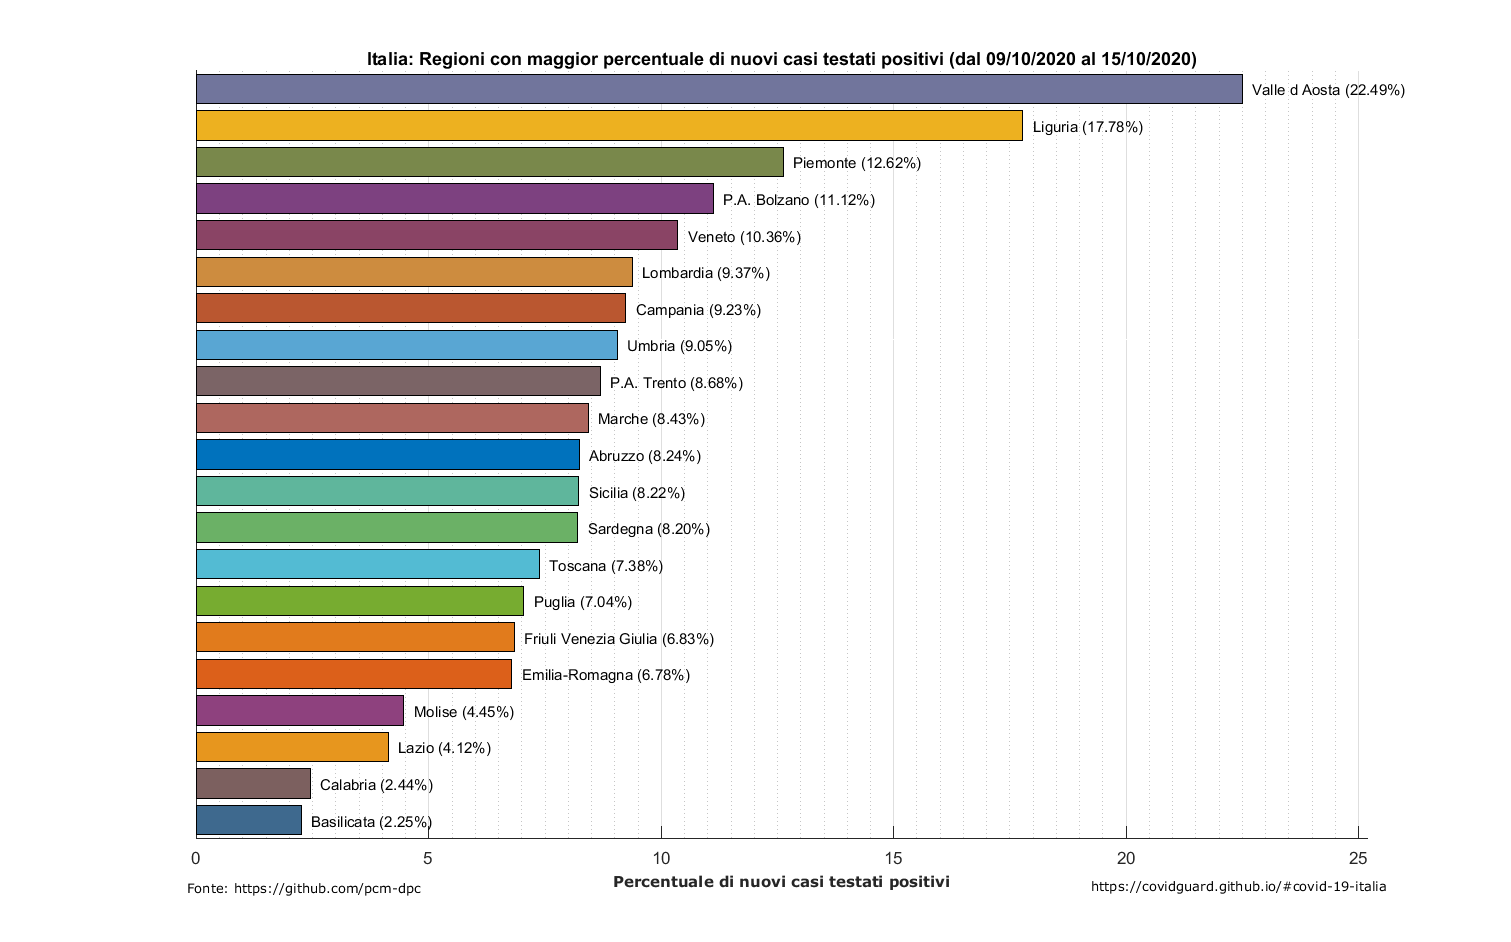 Italia: Regioni con maggior percentuale di nuovi casi testati positivi (dal 09/10/2020 al 15/10/2020)
Valle d Aosta (22.49%)
Liguria (17.78%)
Piemonte (12.62%)
P.A. Bolzano (11.12%)
Veneto (10.36%)
Lombardia (9.37%)
Campania (9.23%)
Umbria (9.05%)
P.A. Trento (8.68%)
Marche (8.43%)
Abruzzo (8.24%)
Sicilia (8.22%)
Sardegna (8.20%)
Toscana (7.38%)
Puglia (7.04%)
Friuli Venezia Giulia (6.83%)
Emilia-Romagna (6.78%)
Molise (4.45%)
Lazio (4.12%)
Calabria (2.44%)
Basilicata (2.25%)
0 5 10 15 20 25
Percentuale di nuovi casi testati positivi
Fonte: https://github.com/pcm-dpc
https://covidguard.github.io/#covid-19-italia